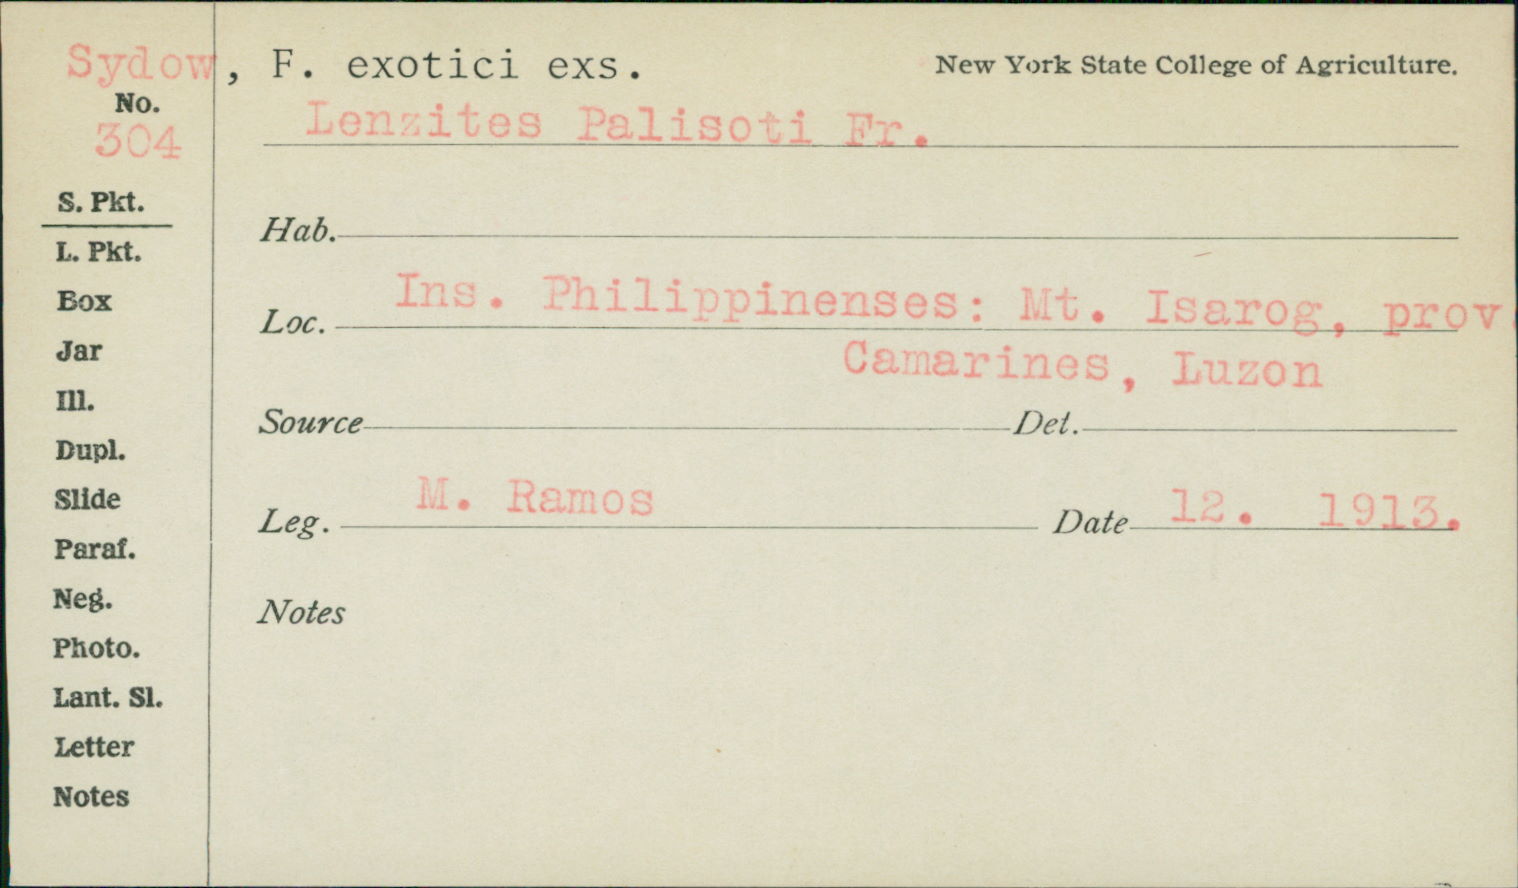 Sydow, F. exotici exs.
New York State College of Agriculture.
No.
304
Lenzites Palisoti Fr.
S. Pkt.
L. Pkt.
Box
Jar
Ill.
Dupl.
Slide
Paraf.
Neg.
Photo.
Lant. Sl.
Letter
Notes
Hab.
Loc. Ins. Philippinenses: Mt. Isarog, prov.
Camarines, Luzon
Source Det.
Leg. M. Ramos Date 12. 1913.
Notes